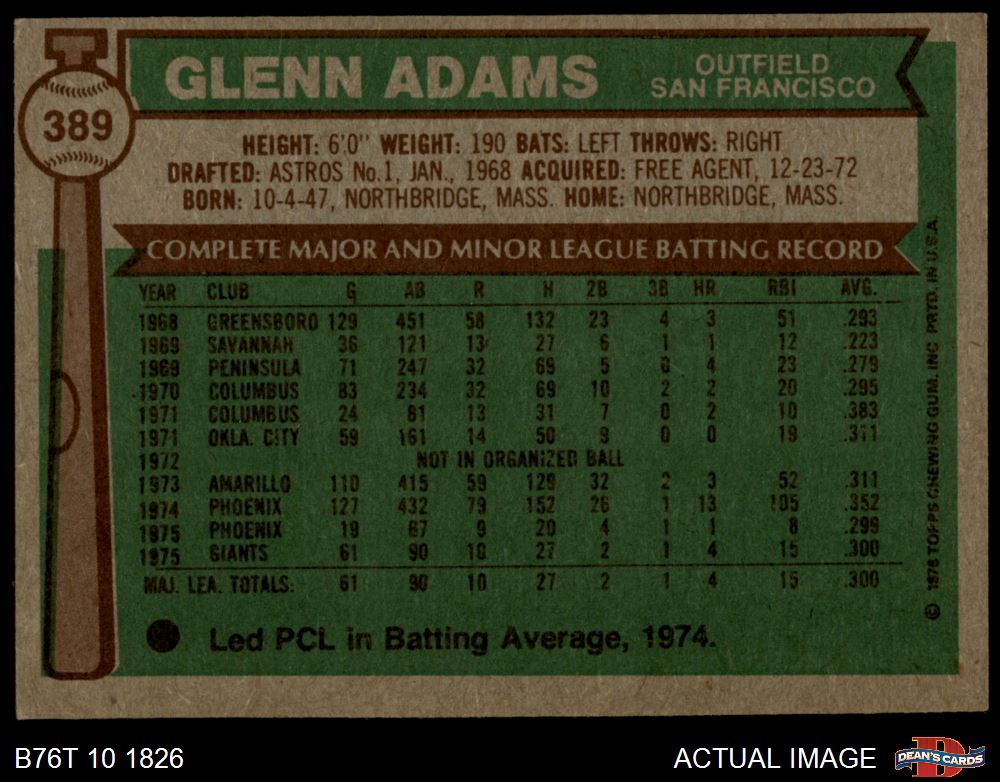 389
GLENN ADAMS
OUTFIELD
SAN FRANCISCO
HEIGHT: 6'0" WEIGHT: 190 BATS: LEFT THROWS: RIGHT
DRAFTED: ASTROS No.1, JAN., 1968 ACQUIRED: FREE AGENT, 12-23-72
BORN: 10-4-47, NORTHBRIDGE, MASS. HOME: NORTHBRIDGE, MASS.
COMPLETE MAJOR AND MINOR LEAGUE BATTING RECORD
YEAR CLUB G AB R H 2B 3B HR RBI AVG.
1968 GREENSBORO 129 451 58 132 23 4 3 51 .293
1969 SAVANNAH 36 121 13 27 6 1 1 12 .223
1969 PENINSULA 71 247 32 69 5 0 4 23 .279
1970 COLUMBUS 83 234 32 69 10 2 2 20 .295
1971 COLUMBUS 24 81 13 31 7 0 2 10 .383
1971 OKLA. CITY 59 161 14 50 9 0 0 19 .311
1972 NOT IN ORGANIZED BALL
1973 AMARILLO 110 415 59 129 32 2 3 52 .311
1974 PHOENIX 127 432 79 152 26 1 13 105 .352
1975 PHOENIX 19 67 9 20 4 1 1 8 .299
1975 GIANTS 61 90 10 27 2 1 4 15 .300
MAJ. LEA. TOTALS: 61 90 10 27 2 1 4 15 .300
Led PCL in Batting Average, 1974.
© 1976 TOPPS CHEWING GUM, INC PRTD. IN U.S.A.
B76T 10 1826
ACTUAL IMAGE
D
DEAN'S CARDS